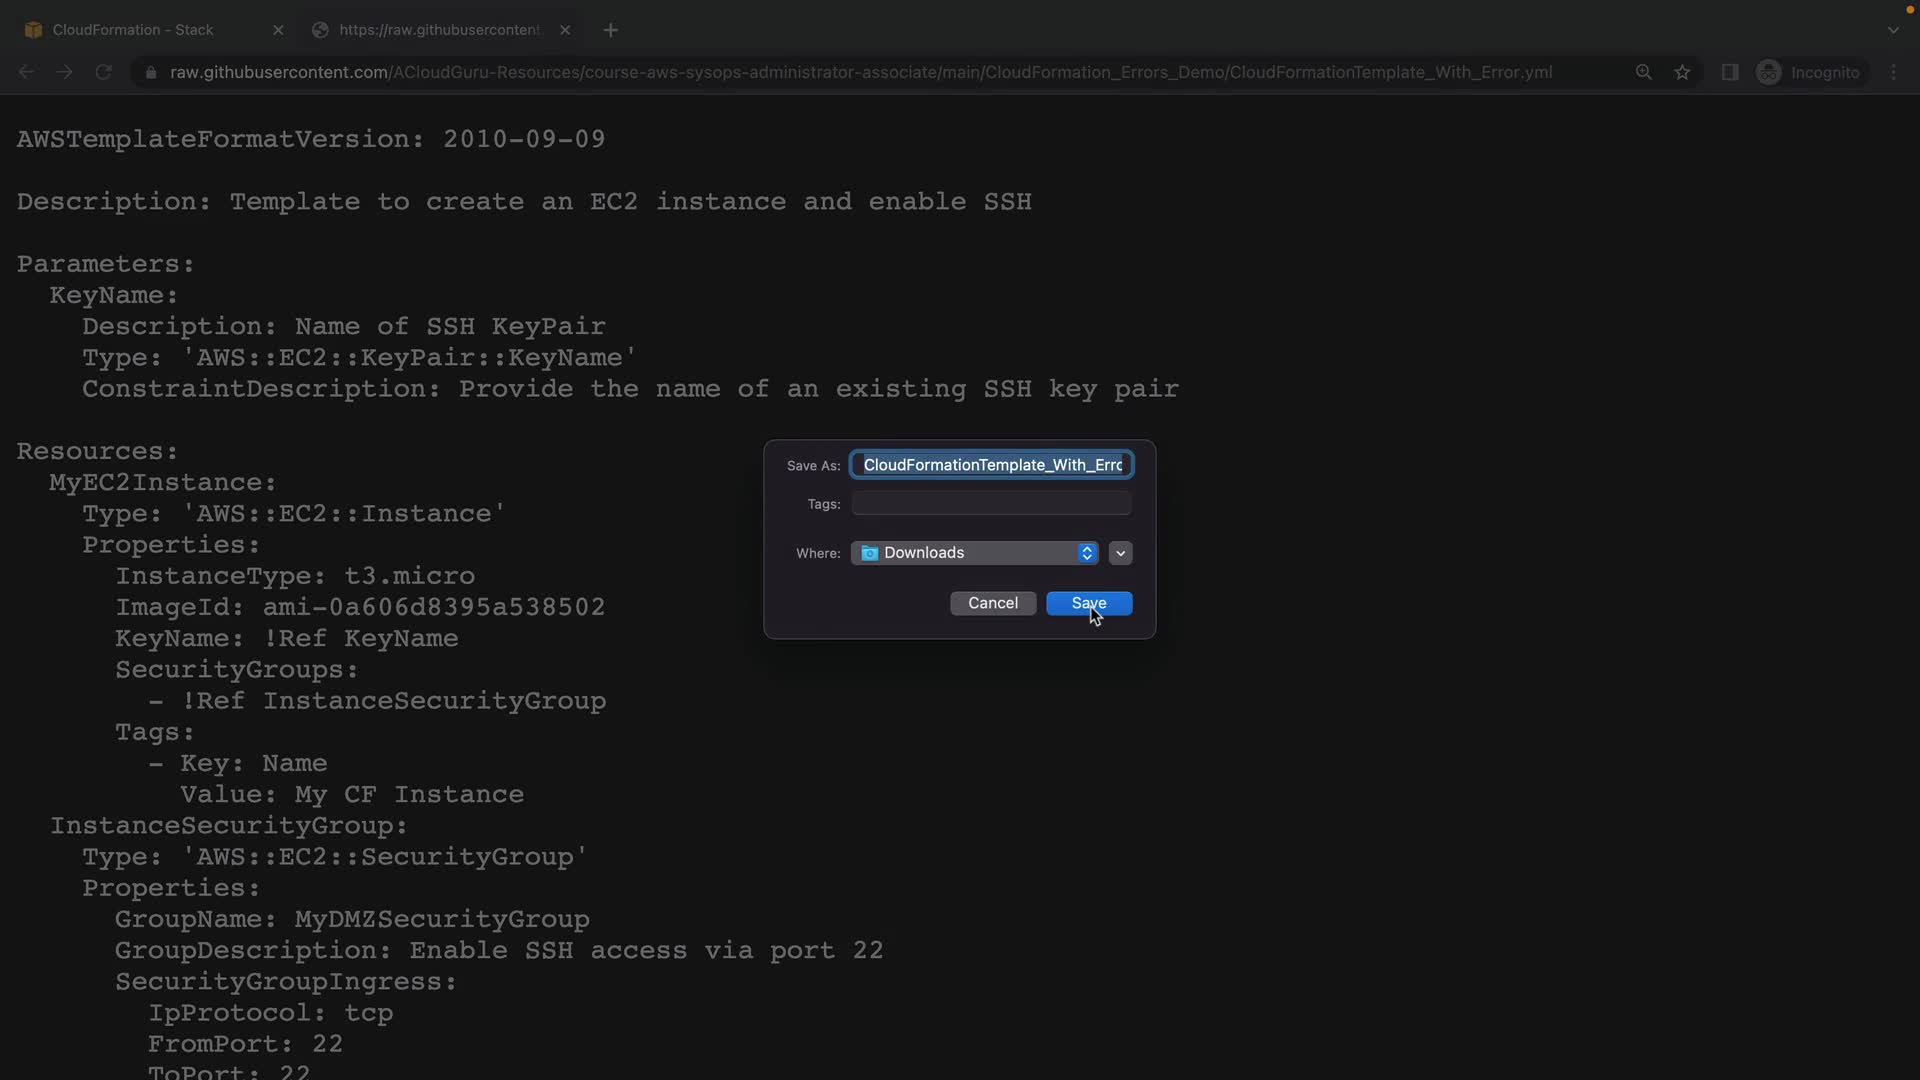 CloudFormation - Stack
https://raw.githubusercontent.
raw.githubusercontent.com/ACloudGuru-Resources/course-aws-sysops-administrator-associate/main/CloudFormation_Errors_Demo/CloudFormationTemplate_With_Error.yml
Incognito
AWSTemplateFormatVersion: 2010-09-09
Description: Template to create an EC2 instance and enable SSH
Parameters:
KeyName:
Description: Name of SSH KeyPair
Type: 'AWS::EC2::KeyPair::KeyName'
ConstraintDescription: Provide the name of an existing SSH key pair
Resources:
MyEC2Instance:
Type: 'AWS::EC2::Instance'
Properties:
InstanceType: t3.micro
ImageId: ami-0a606d8395a538502
KeyName: !Ref KeyName
SecurityGroups:
- !Ref InstanceSecurityGroup
Tags:
- Key: Name
Value: My CF Instance
InstanceSecurityGroup:
Type: 'AWS::EC2::SecurityGroup'
Properties:
GroupName: MyDMZSecurityGroup
GroupDescription: Enable SSH access via port 22
SecurityGroupIngress:
IpProtocol: tcp
FromPort: 22
ToPort: 22
Save As: CloudFormationTemplate_With_Erro
Tags:
Where: Downloads
Cancel Save